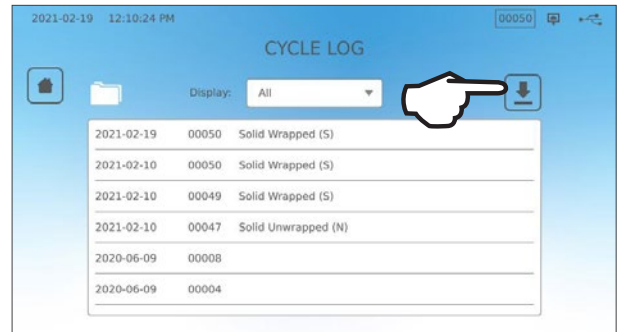 2021-02-19 12:10:24 PM 00050
CYCLE LOG
Display: All
2021-02-19 00050 Solid Wrapped (S)
2021-02-10 00050 Solid Wrapped (S)
2021-02-10 00049 Solid Wrapped (S)
2021-02-10 00047 Solid Unwrapped (N)
2020-06-09 00008
2020-06-09 00004